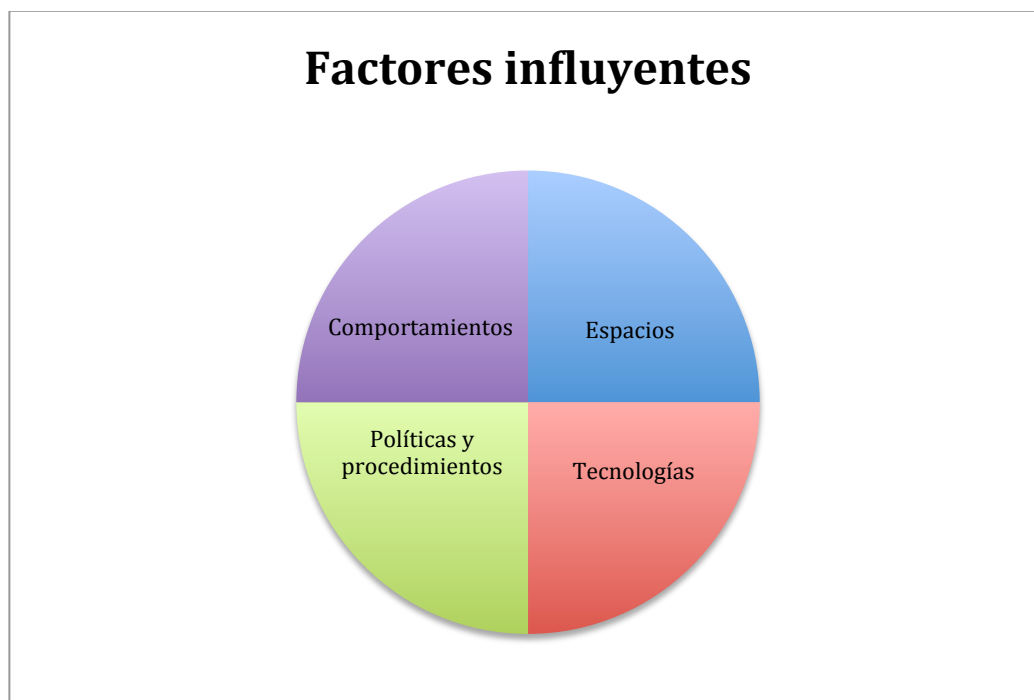 Factores influyentes
Comportamientos
Espacios
Políticas y
procedimientos
Tecnologías